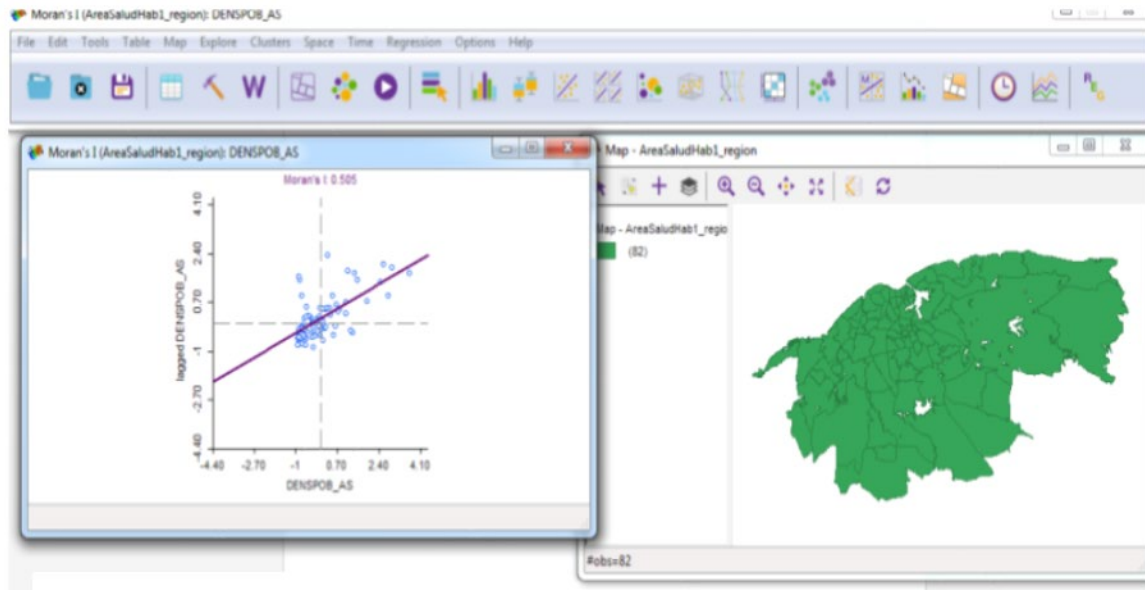 Moran's I (AreaSaludHab1_region): DENSPOB_AS
File Edit Tools Table Map Explore Clusters Space Time Regression Options Help
W
Moran's I (AreaSaludHab1_region): DENSPOB_AS
Moran's I: 0.505
4.10
2.40
0.70
-1
-2.70
-4.40
lagged DENSPOB_AS
-4.40 -2.70 -1 0.70 2.40 4.10
DENSPOB_AS
Map - AreaSaludHab1_region
Map - AreaSaludHab1_regio
(82)
#obs=82